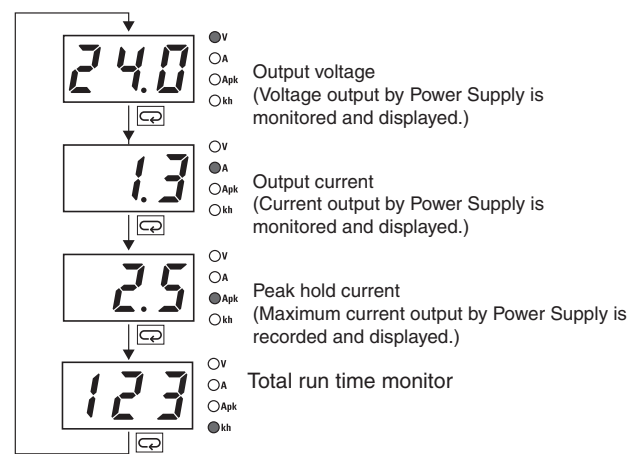 24.0
V
A
Apk
kh
Output voltage
(Voltage output by Power Supply is
monitored and displayed.)
1.3
V
A
Apk
kh
Output current
(Current output by Power Supply is
monitored and displayed.)
2.5
V
A
Apk
kh
Peak hold current
(Maximum current output by Power Supply is
recorded and displayed.)
123
V
A
Apk
kh
Total run time monitor